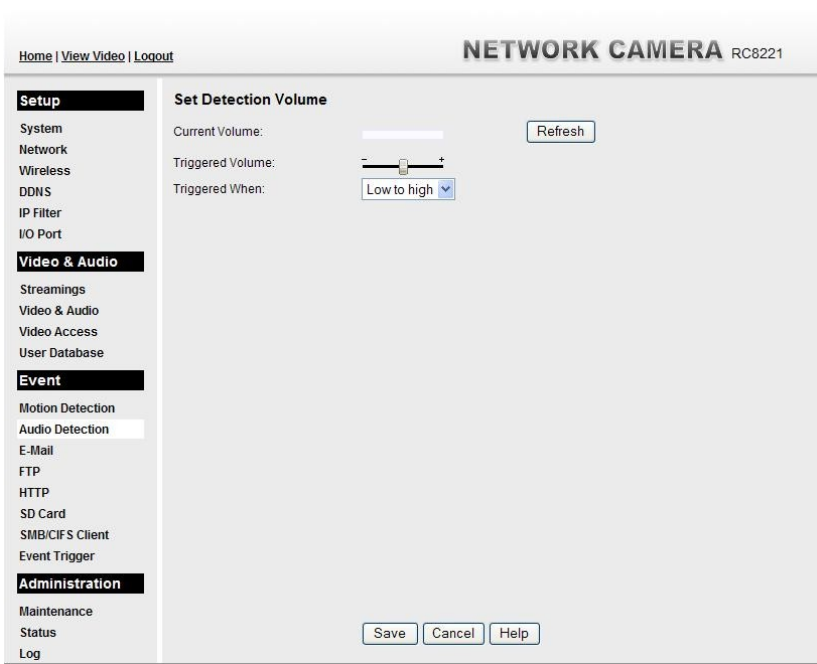 Home | View Video | Logout
NETWORK CAMERA RC8221
Setup
System
Network
Wireless
DDNS
IP Filter
I/O Port
Video & Audio
Streamings
Video & Audio
Video Access
User Database
Event
Motion Detection
Audio Detection
E-Mail
FTP
HTTP
SD Card
SMB/CIFS Client
Event Trigger
Administration
Maintenance
Status
Log
Set Detection Volume
Current Volume: Refresh
Triggered Volume: - +
Triggered When: Low to high
Save Cancel Help